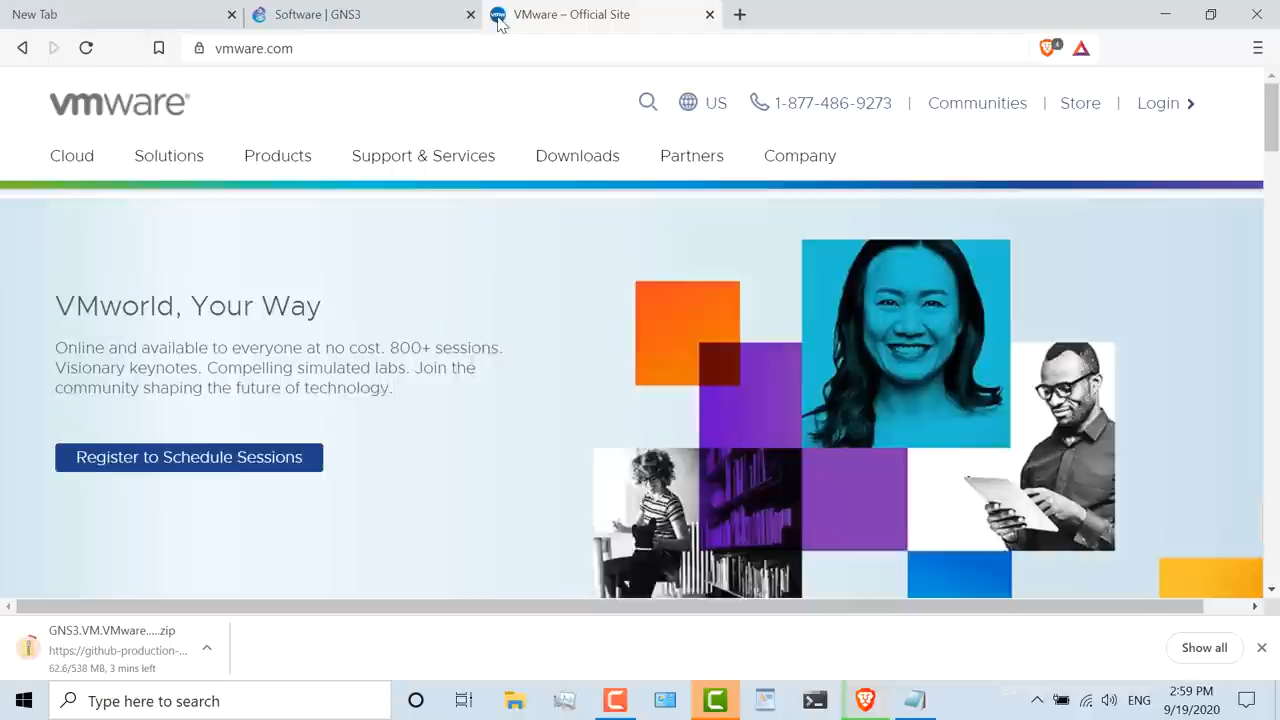 New Tab
Software | GNS3
VMware – Official Site
vmware.com
4
vmware®
US
1-877-486-9273 | Communities | Store | Login
Cloud
Solutions
Products
Support & Services
Downloads
Partners
Company
VMworld, Your Way
Online and available to everyone at no cost. 800+ sessions.
Visionary keynotes. Compelling simulated labs. Join the
community shaping the future of technology.
Register to Schedule Sessions
GNS3.VM.VMware.....zip
https://github-production-...
62.6/538 MB, 3 mins left
Show all
Type here to search
ENG
2:59 PM
9/19/2020